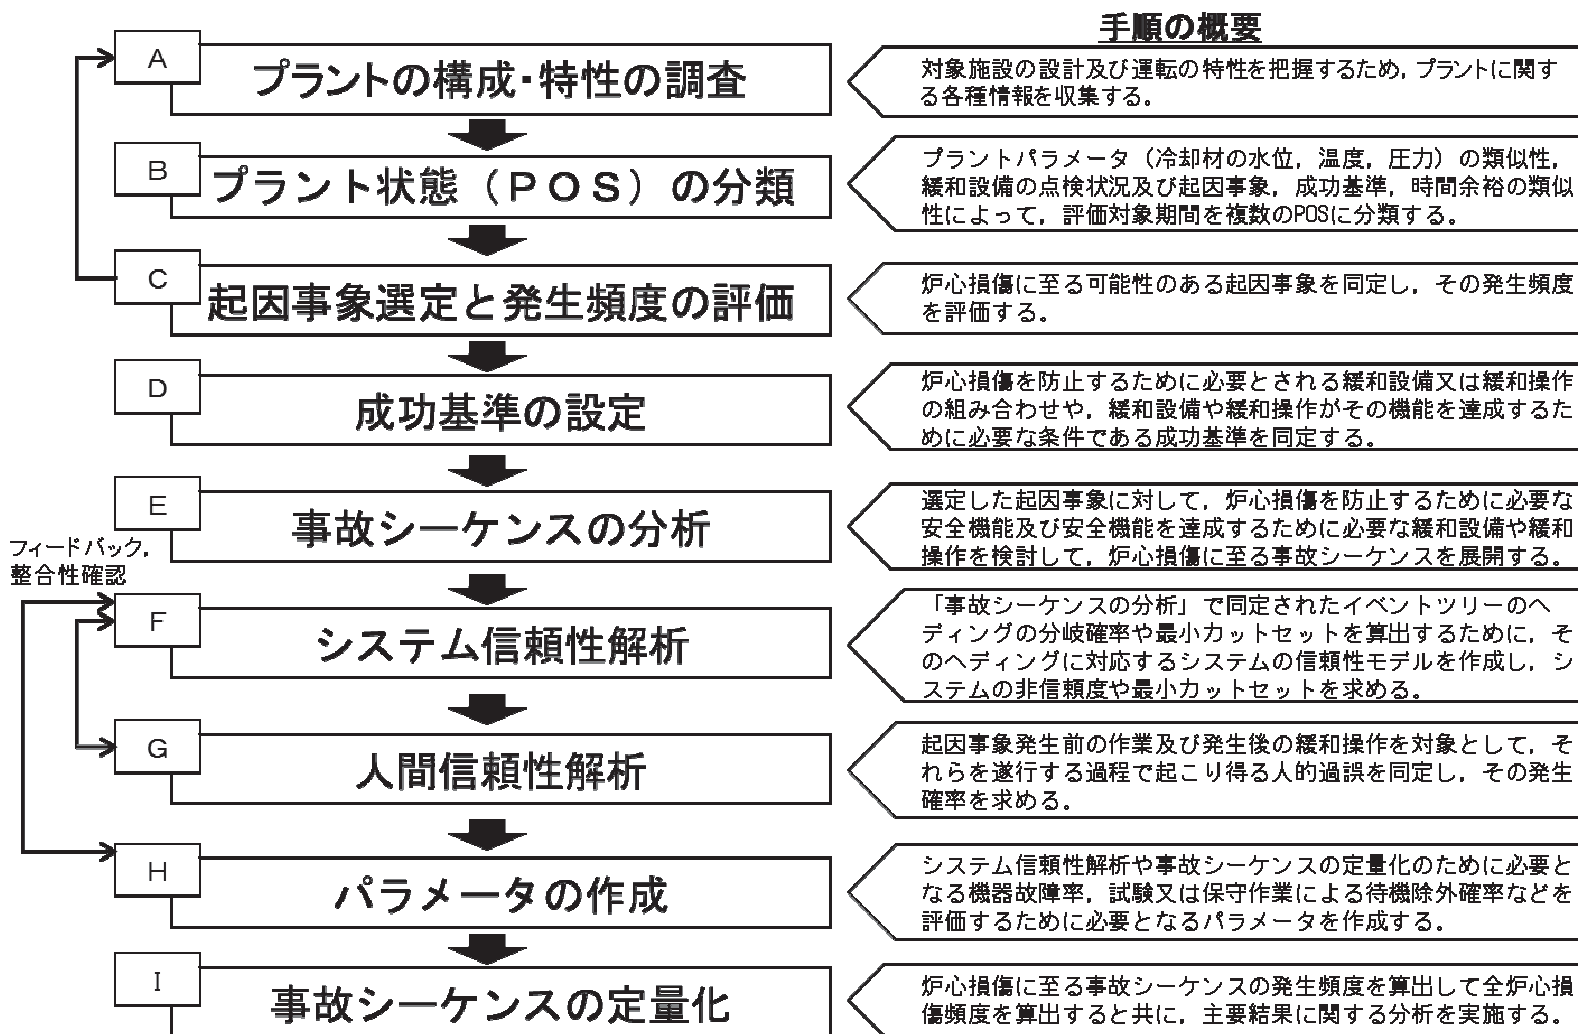 手順の概要
A
プラントの構成・特性の調査
対象施設の設計及び運転の特性を把握するため，プラントに関す
る各種情報を収集する。
B
プラント状態（ＰＯＳ）の分類
プラントパラメータ（冷却材の水位，温度，圧力）の類似性，
緩和設備の点検状況及び起因事象，成功基準，時間余裕の類似
性によって，評価対象期間を複数のPOSに分類する。
C
起因事象選定と発生頻度の評価
炉心損傷に至る可能性のある起因事象を同定し，その発生頻度
を評価する。
D
成功基準の設定
炉心損傷を防止するために必要とされる緩和設備又は緩和操作
の組み合わせや，緩和設備や緩和操作がその機能を達成するた
めに必要な条件である成功基準を同定する。
E
事故シーケンスの分析
選定した起因事象に対して，炉心損傷を防止するために必要な
安全機能及び安全機能を達成するために必要な緩和設備や緩和
操作を検討して，炉心損傷に至る事故シーケンスを展開する。
フィードバック，
整合性確認
F
システム信頼性解析
「事故シーケンスの分析」で同定されたイベントツリーのヘ
ディングの分岐確率や最小カットセットを算出するために，そ
のヘディングに対応するシステムの信頼性モデルを作成し，シ
ステムの非信頼度や最小カットセットを求める。
G
人間信頼性解析
起因事象発生前の作業及び発生後の緩和操作を対象として，そ
れらを遂行する過程で起こり得る人的過誤を同定し，その発生
確率を求める。
H
パラメータの作成
システム信頼性解析や事故シーケンスの定量化のために必要と
なる機器故障率，試験又は保守作業による待機除外確率などを
評価するために必要となるパラメータを作成する。
I
事故シーケンスの定量化
炉心損傷に至る事故シーケンスの発生頻度を算出して全炉心損
傷頻度を算出すると共に，主要結果に関する分析を実施する。